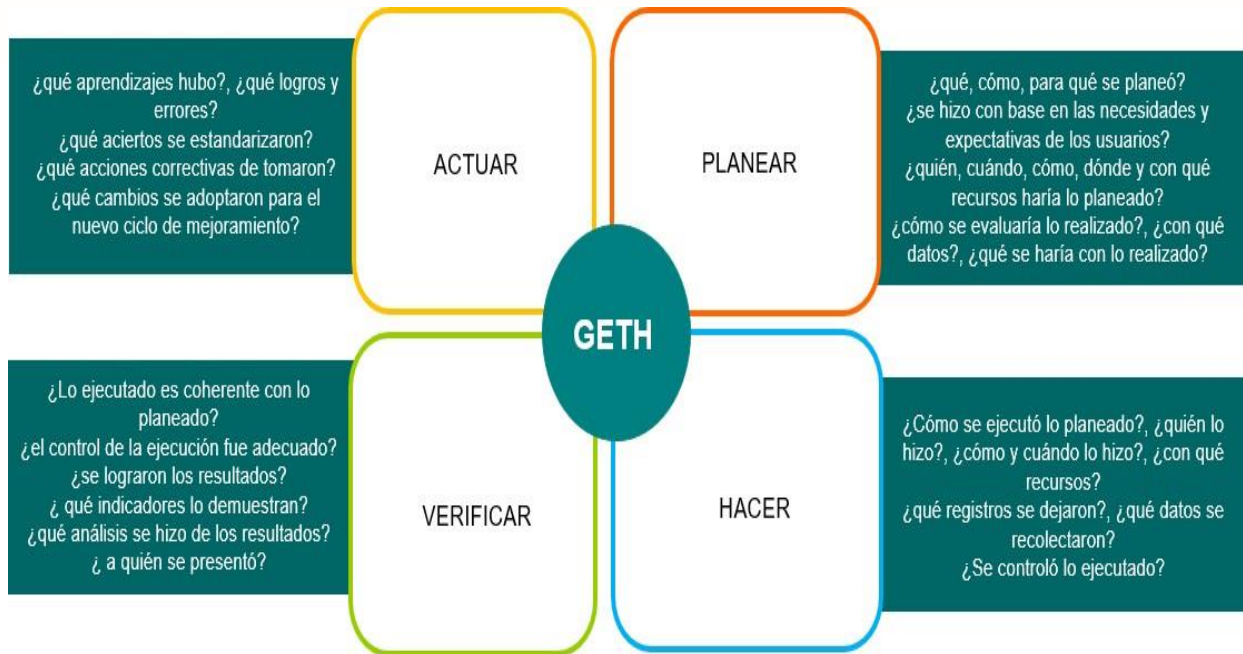 ¿qué aprendizajes hubo?, ¿qué logros y
errores?
¿qué aciertos se estandarizaron?
¿qué acciones correctivas de tomaron?
¿qué cambios se adoptaron para el
nuevo ciclo de mejoramiento?
ACTUAR
PLANEAR
¿qué, cómo, para qué se planeó?
¿se hizo con base en las necesidades y
expectativas de los usuarios?
¿quién, cuándo, cómo, dónde y con qué
recursos haría lo planeado?
¿cómo se evaluaría lo realizado?, ¿con qué
datos?, ¿qué se haría con lo realizado?
GETH
¿Lo ejecutado es coherente con lo
planeado?
¿el control de la ejecución fue adecuado?
¿se lograron los resultados?
¿ qué indicadores lo demuestran?
¿qué análisis se hizo de los resultados?
¿ a quién se presentó?
VERIFICAR
HACER
¿Cómo se ejecutó lo planeado?, ¿quién lo
hizo?, ¿cómo y cuándo lo hizo?, ¿con qué
recursos?
¿qué registros se dejaron?, ¿qué datos se
recolectaron?
¿Se controló lo ejecutado?